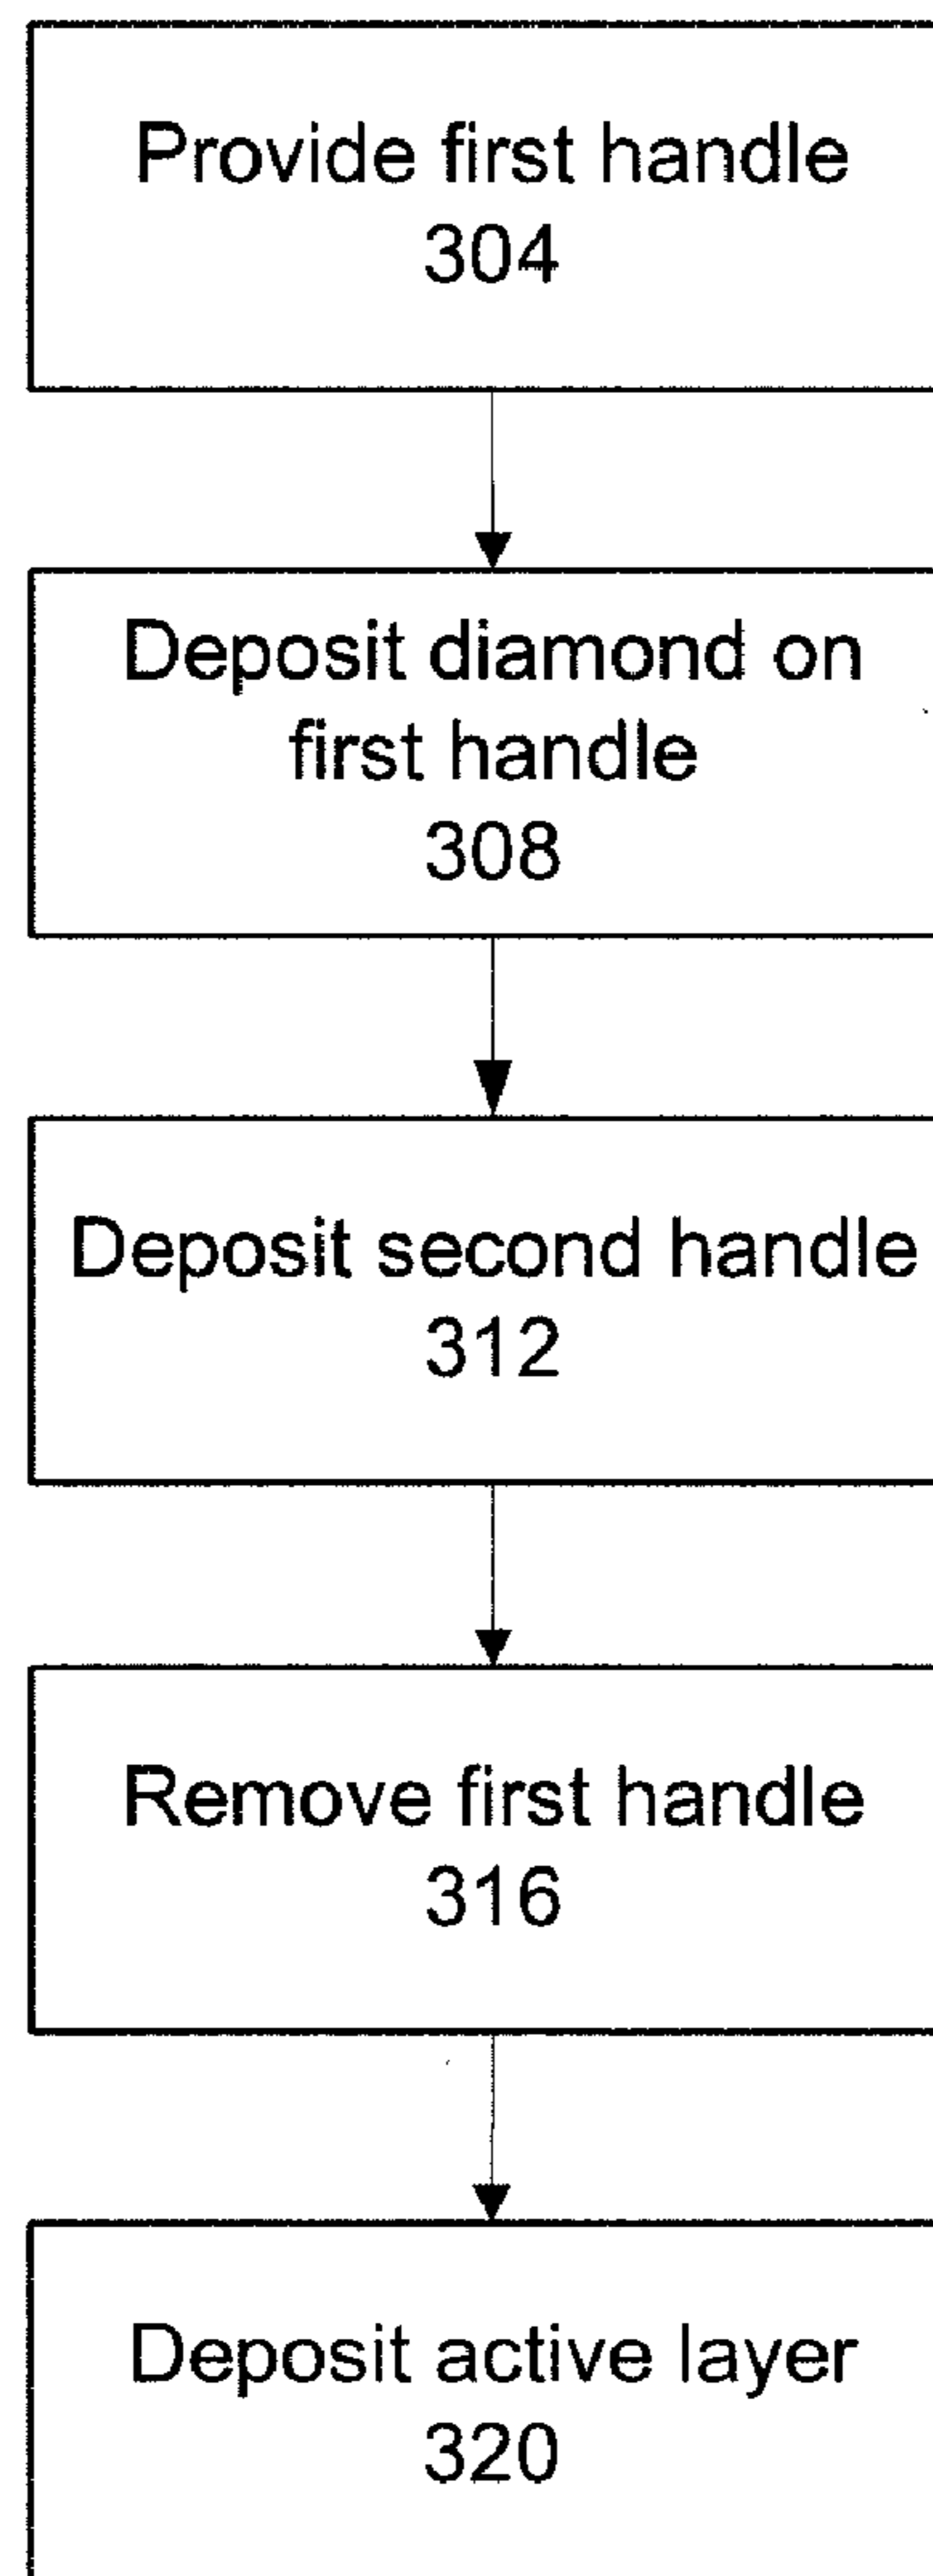 Provide first handle
304
Deposit diamond on
first handle
308
Deposit second handle
312
Remove first handle
316
Deposit active layer
320